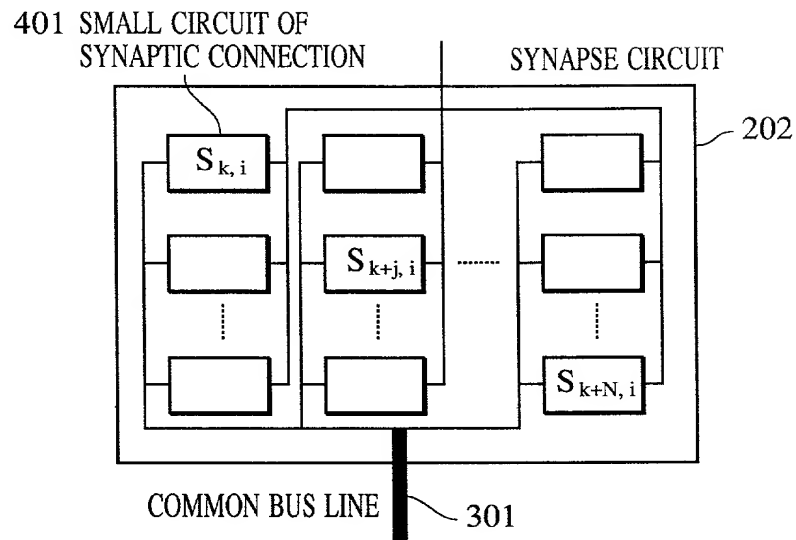 401 SMALL CIRCUIT OF
SYNAPTIC CONNECTION
SYNAPSE CIRCUIT
202
S k, i
S k+j, i
S k+N, i
COMMON BUS LINE
301